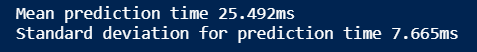 Mean prediction time 25.492ms
Standard deviation for prediction time 7.665ms